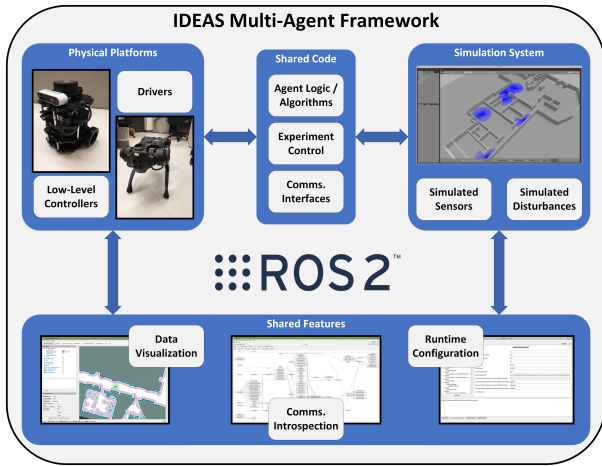 IDEAS Multi-Agent Framework
Physical Platforms
Drivers
Low-Level
Controllers
Shared Code
Agent Logic /
Algorithms
Experiment
Control
Comms.
Interfaces
Simulation System
Simulated
Sensors
Simulated
Disturbances
ROS 2™
Shared Features
Data
Visualization
Comms.
Introspection
Runtime
Configuration